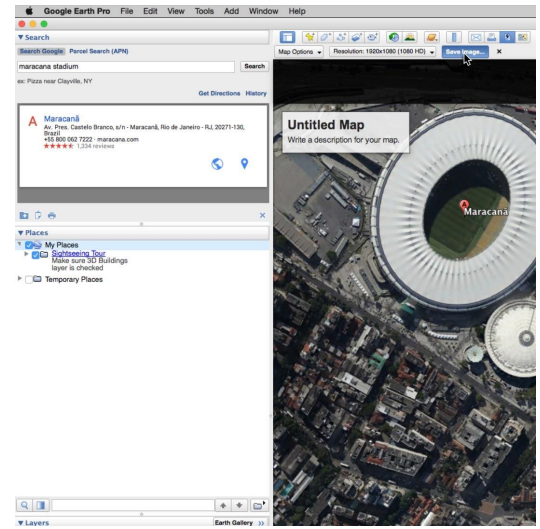 Google Earth Pro File Edit View Tools Add Window Help
▼ Search
Search Google Parcel Search (APN)
maracana stadium Search
ex: Pizza near Clayville, NY
Get Directions History
A Maracanã
Av. Pres. Castelo Branco, s/n - Maracanã, Rio de Janeiro - RJ, 20271-130,
Brazil
+55 800 062 7222 · maracana.com
1,334 reviews
▼ Places
My Places
Sightseeing Tour
Make sure 3D Buildings
layer is checked
Temporary Places
▼ Layers Earth Gallery >>
Map Options Resolution: 1920x1080 (1080 HD) Save Image...
Untitled Map
Write a description for your map.
A
Maracanã